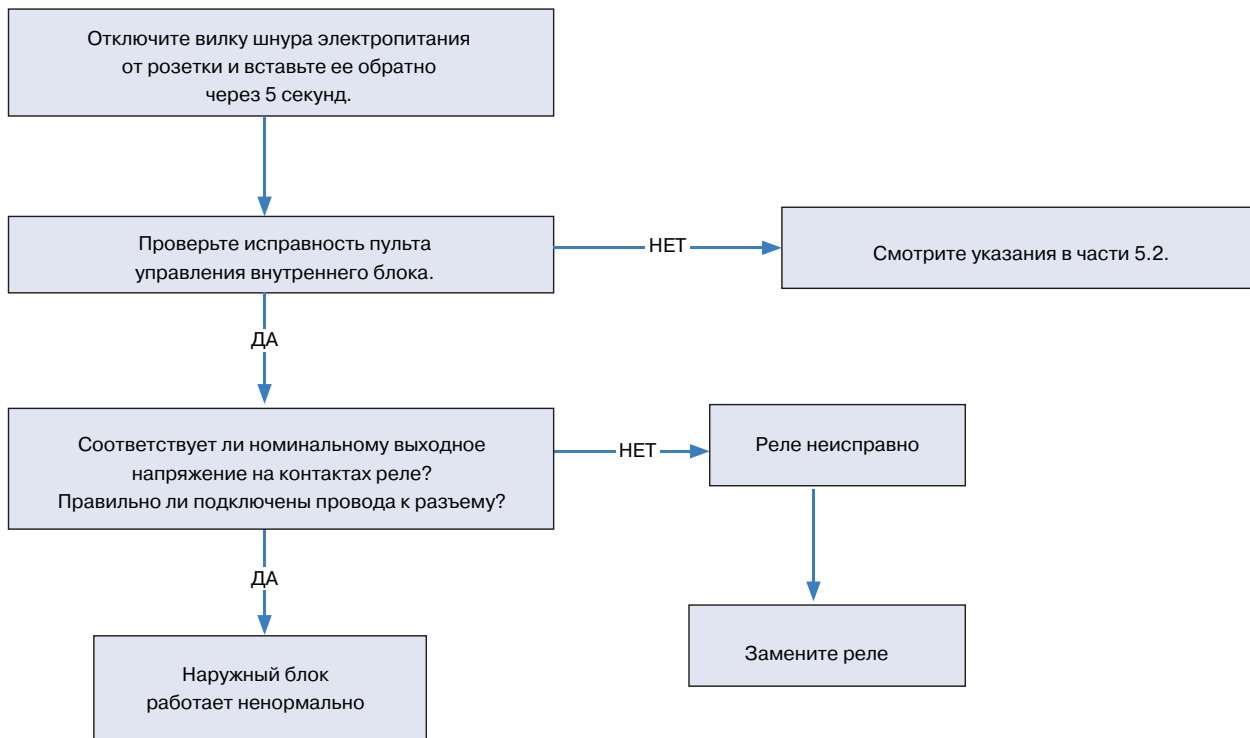 Отключите вилку шнура электропитания
от розетки и вставьте ее обратно
через 5 секунд.
Проверьте исправность пульта
управления внутреннего блока.
НЕТ
Смотрите указания в части 5.2.
ДА
Соответствует ли номинальному выходное
напряжение на контактах реле?
Правильно ли подключены провода к разъему?
НЕТ
Реле неисправно
ДА
Замените реле
Наружный блок
работает ненормально